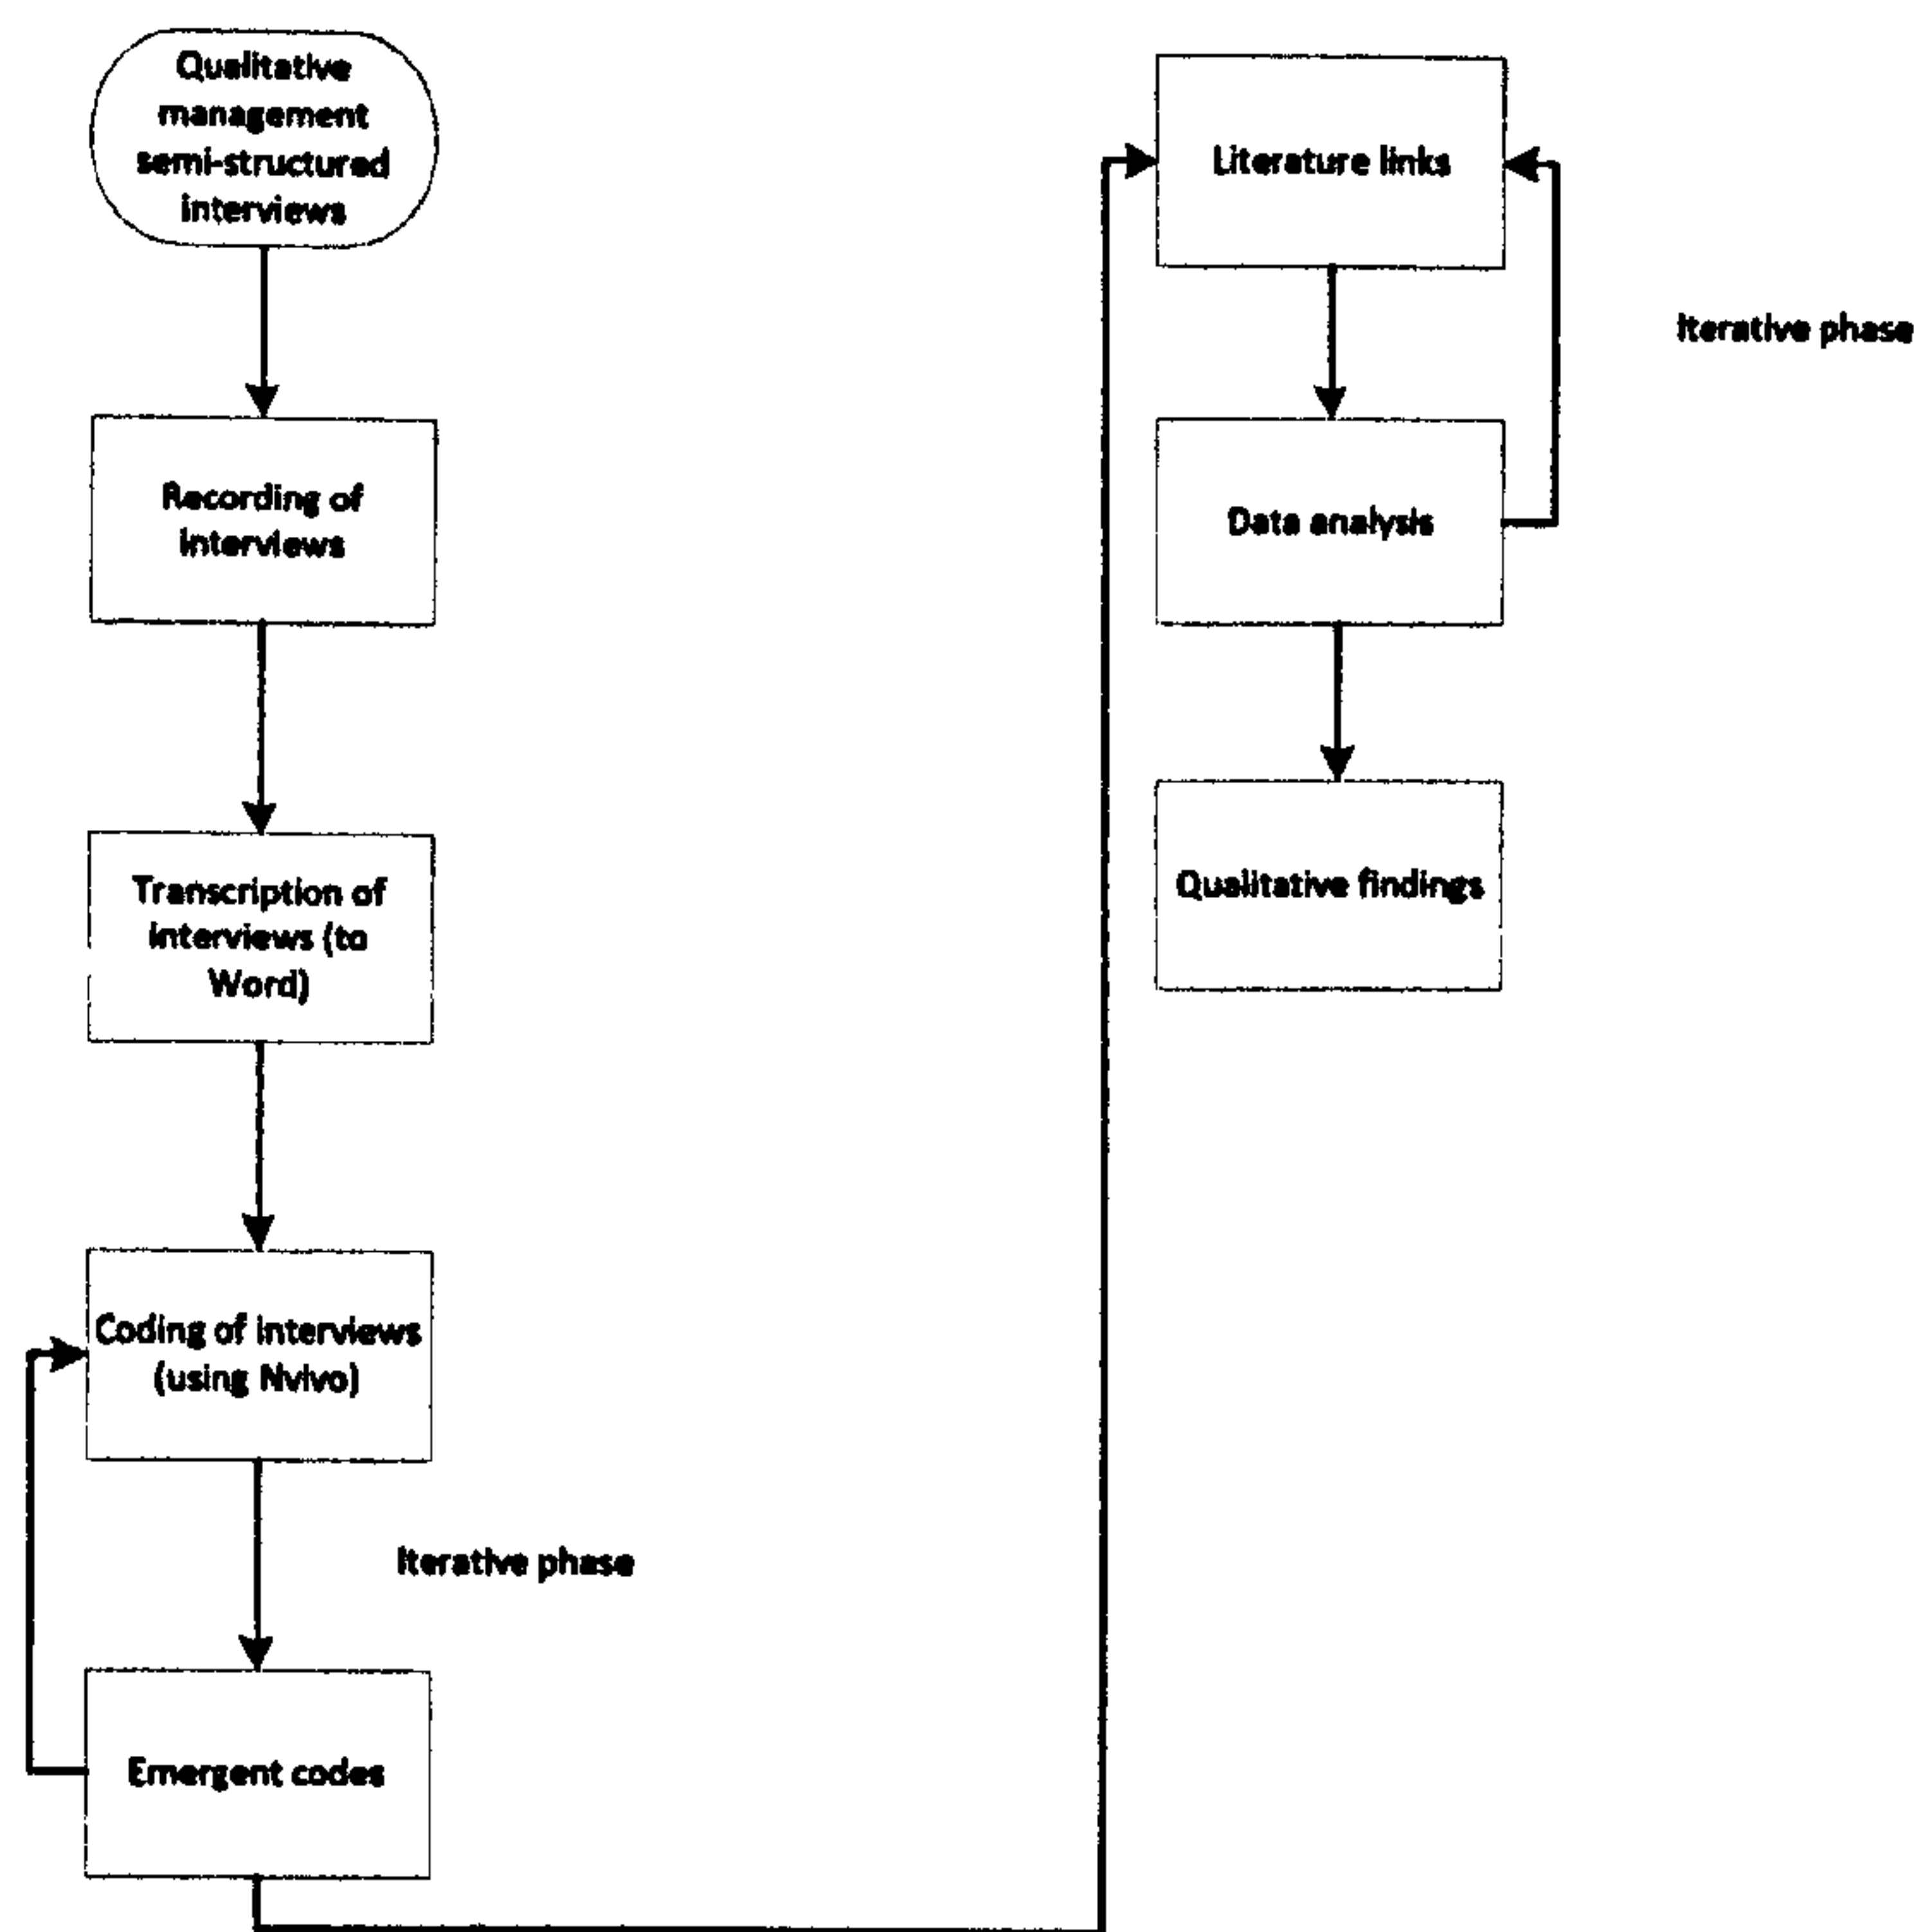 Qualitative
management
semi-structured
interviews
Recording of
interviews
Transcription of
interviews (to
Word)
Coding of interviews
(using Nvivo)
Iterative phase
Emergent codes
Literature links
Iterative phase
Data analysis
Qualitative findings